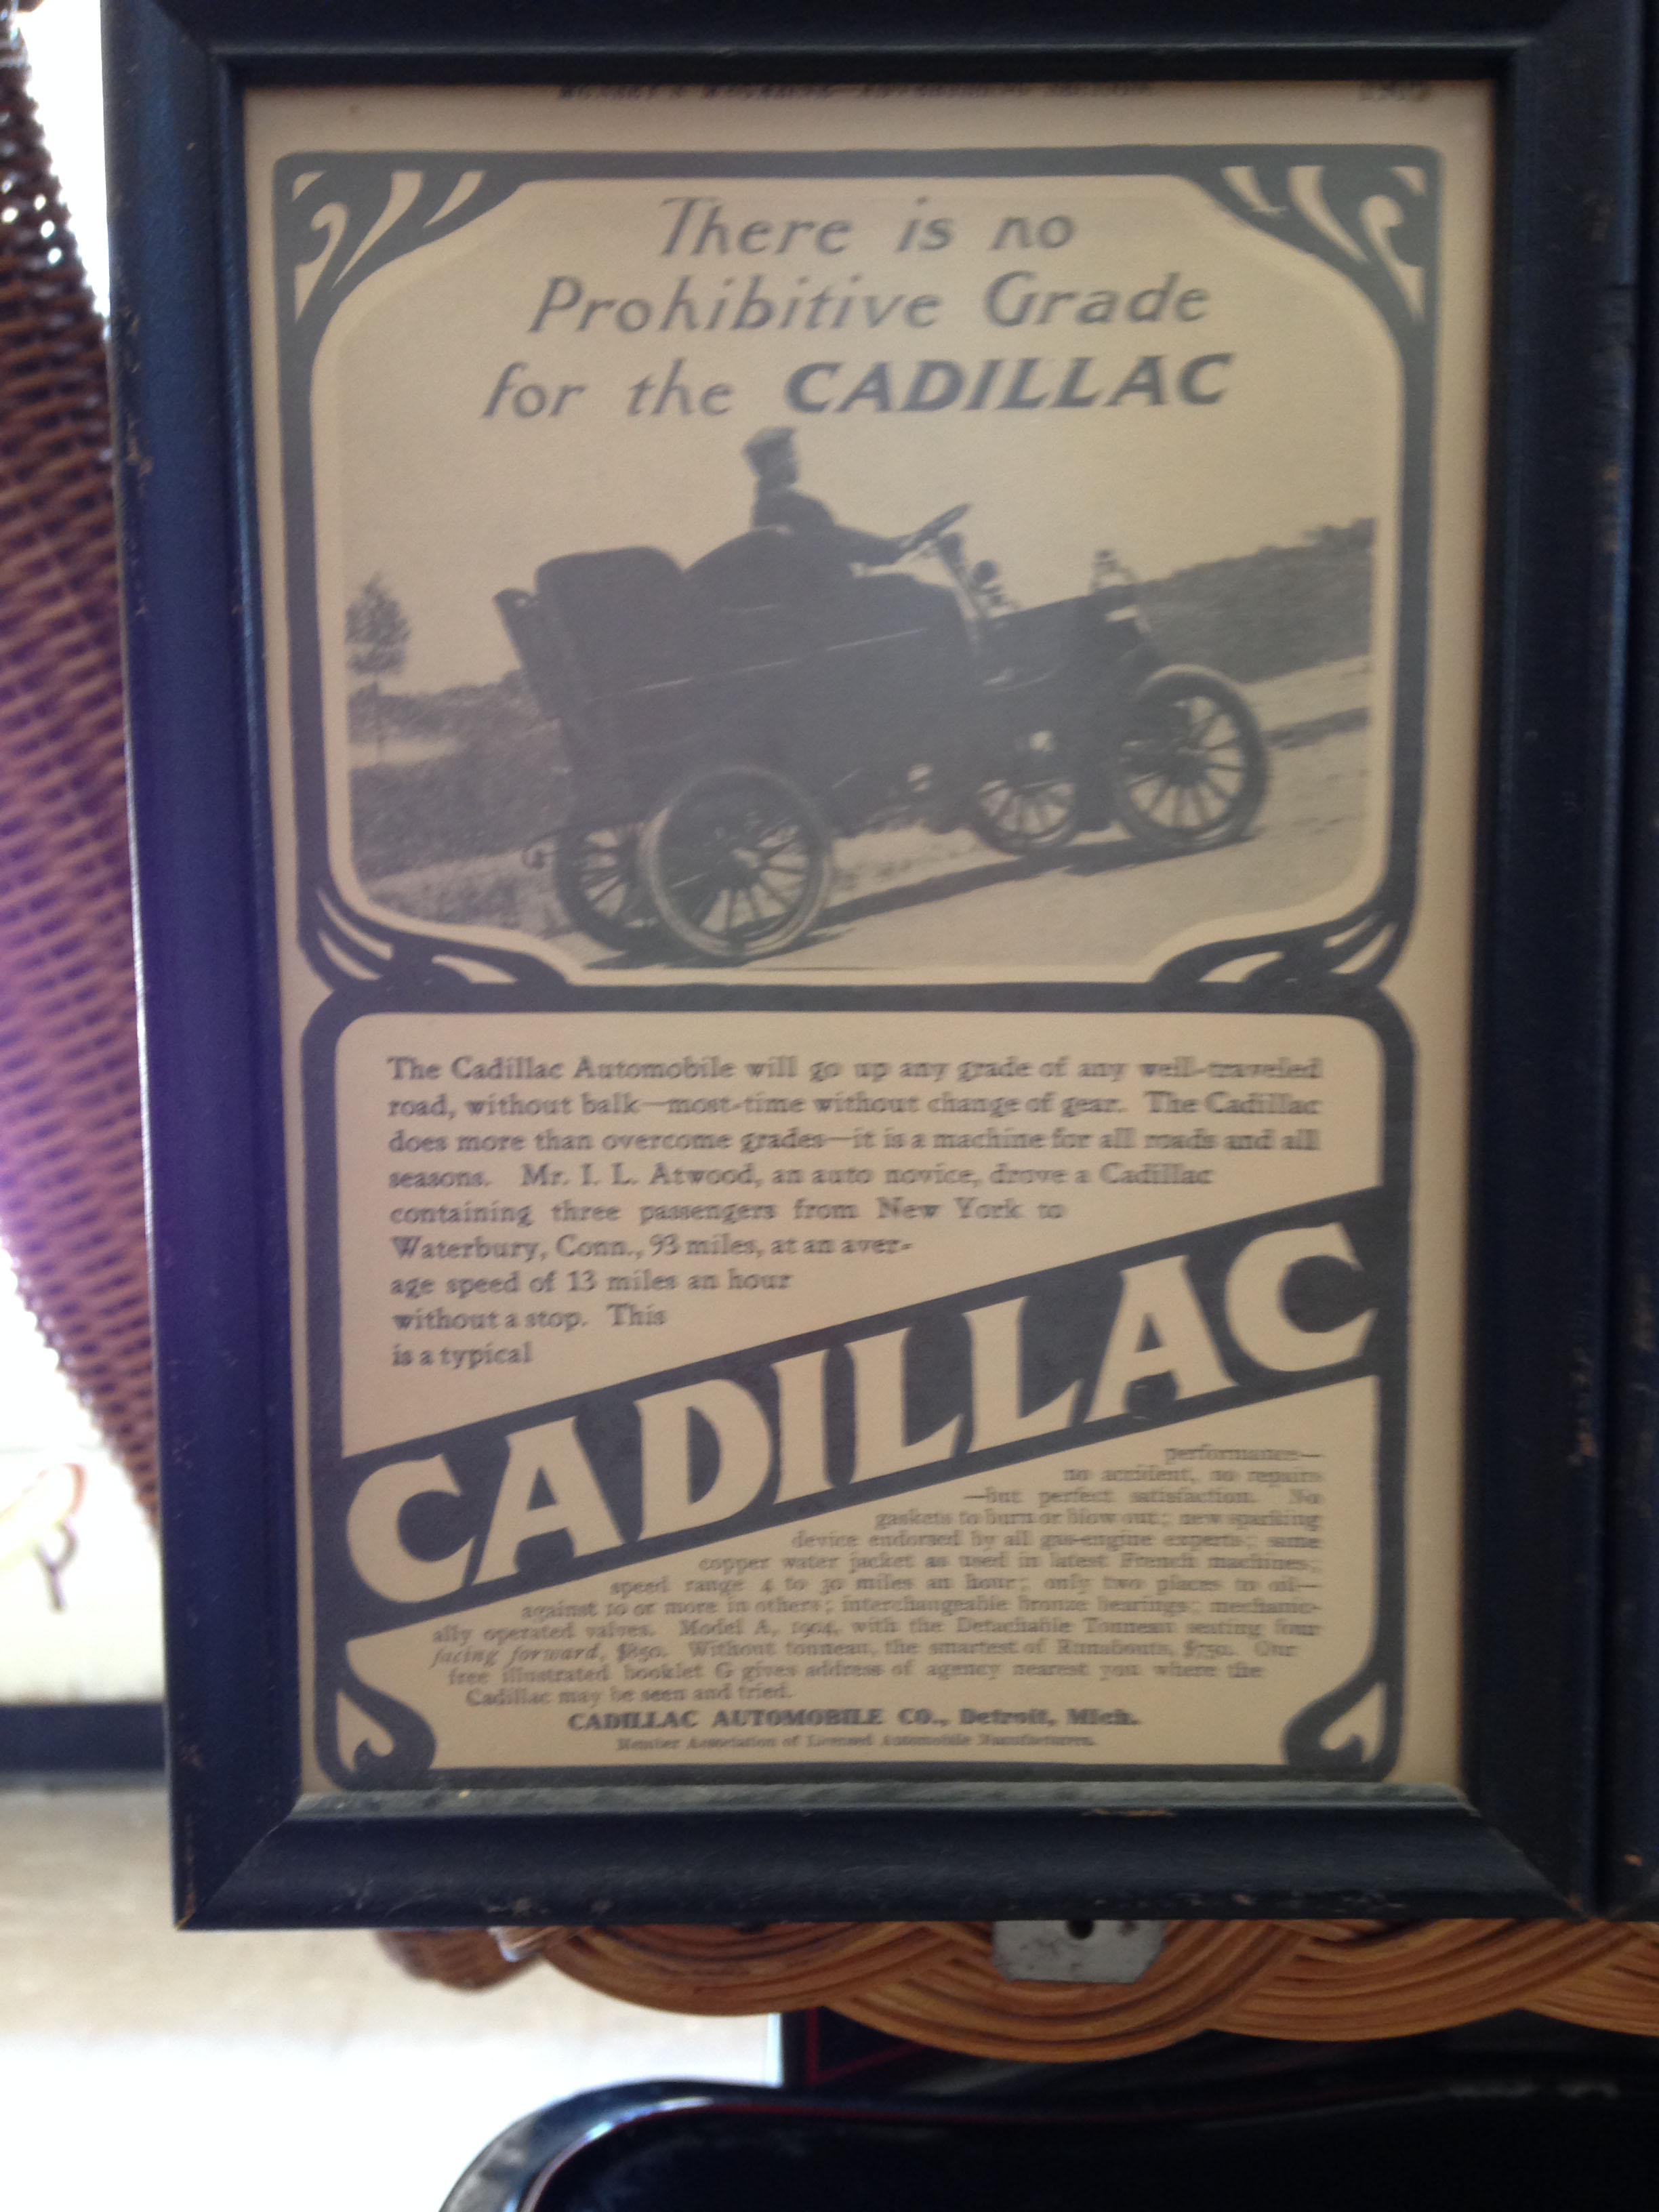 There is no
Prohibitive Grade
for the CADILLAC
The Cadillac Automobile will go up any grade of any well-traveled
road, without balk—most-time without change of gear. The Cadillac
does more than overcome grades—it is a machine for all roads and all
seasons. Mr. I. L. Atwood, an auto novice, drove a Cadillac
containing three passengers from New York to
Waterbury, Conn., 93 miles, at an aver-
age speed of 13 miles an hour
without a stop. This
is a typical
CADILLAC
performance—
no accident, no repairs
—but perfect satisfaction. No
gaskets to burn or blow out; new sparking
device endorsed by all gas-engine experts; same
copper water jacket as used in latest French machines;
speed range 4 to 30 miles an hour; only two places to oil—
against 10 or more in others; interchangeable bronze bearings; mechanic-
ally operated valves. Model A, 1904, with the Detachable Tonneau seating four
facing forward, $850. Without tonneau, the smartest of Runabouts, $750. Our
free illustrated booklet G gives address of agency nearest you where the
Cadillac may be seen and tried.
CADILLAC AUTOMOBILE CO., Detroit, Mich.
Member Association of Licensed Automobile Manufacturers.